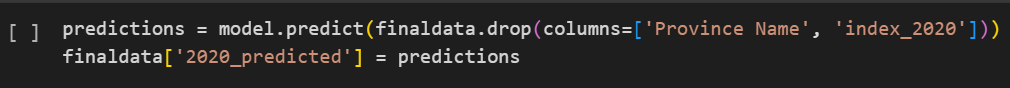 [ ] predictions = model.predict(finaldata.drop(columns=['Province Name', 'index_2020']))
finaldata['2020_predicted'] = predictions